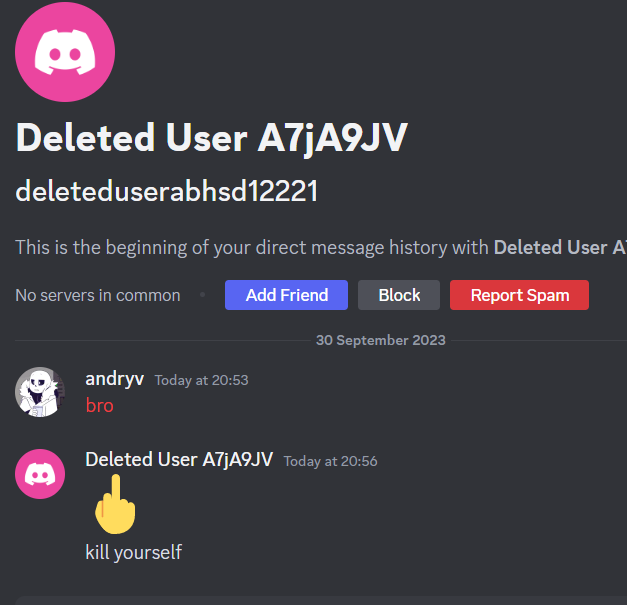 Deleted User A7jA9JV
deleteduserabhsd12221
This is the beginning of your direct message history with Deleted User A
No servers in common • Add Friend Block Report Spam
30 September 2023
andryv Today at 20:53
bro
Deleted User A7jA9JV Today at 20:56
kill yourself